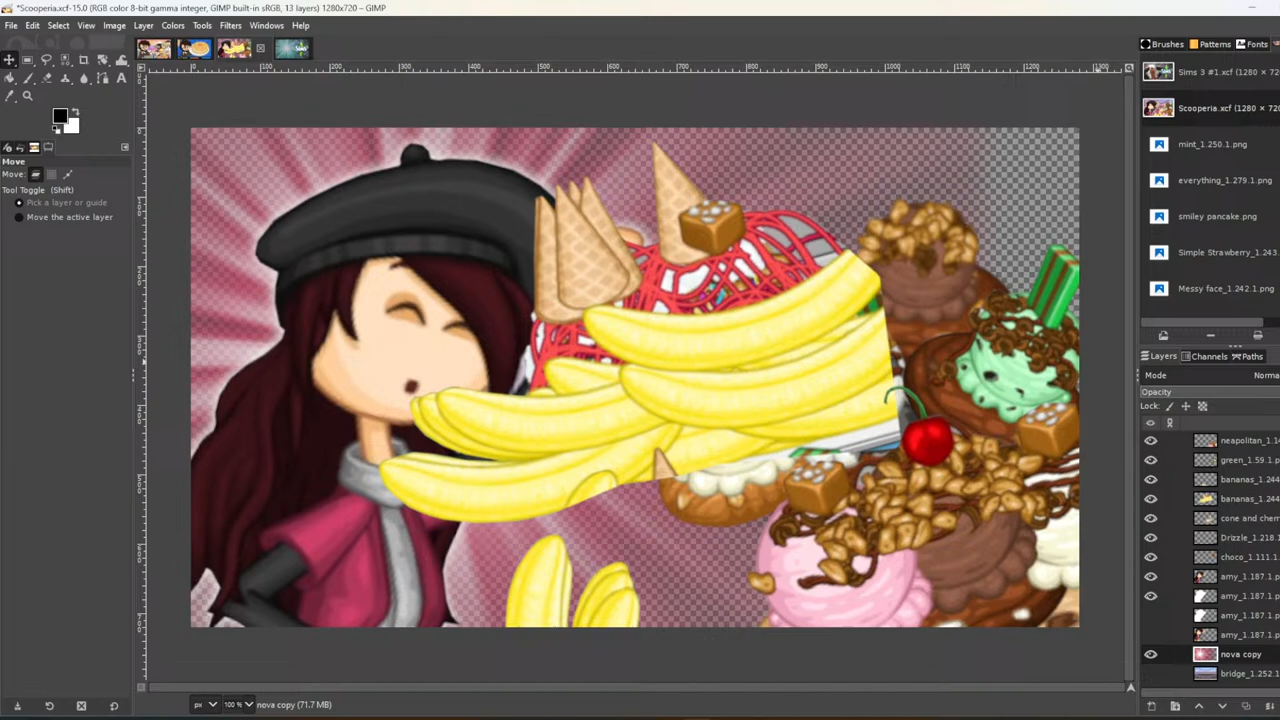 *Scooperia.xcf-15.0 (RGB color 8-bit gamma integer, GIMP built-in sRGB, 13 layers) 1280x720 – GIMP
File Edit Select View Image Layer Colors Tools Filters Windows Help
Brushes Patterns Fonts
Sims 3 #1.xcf (1280 × 72
Scooperia.xcf (1280 × 7
mint_1.250.1.png
everything_1.279.1.png
smiley pancake.png
Simple Strawberry_1.243.
Messy face_1.242.1.png
Move
Move:
Tool Toggle (Shift)
Pick a layer or guide
Move the active layer
Layers Channels Paths
Mode Norma
Opacity
Lock:
neapolitan_1.1
green_1.59.1.p
bananas_1.244
bananas_1.244
cone and cherr
Drizzle_1.218.1
choco_1.111.1
amy_1.187.1.p
amy_1.187.1.p
amy_1.187.1.p
amy_1.187.1.p
nova copy
bridge_1.252.1
px 100 % nova copy (71.7 MB)